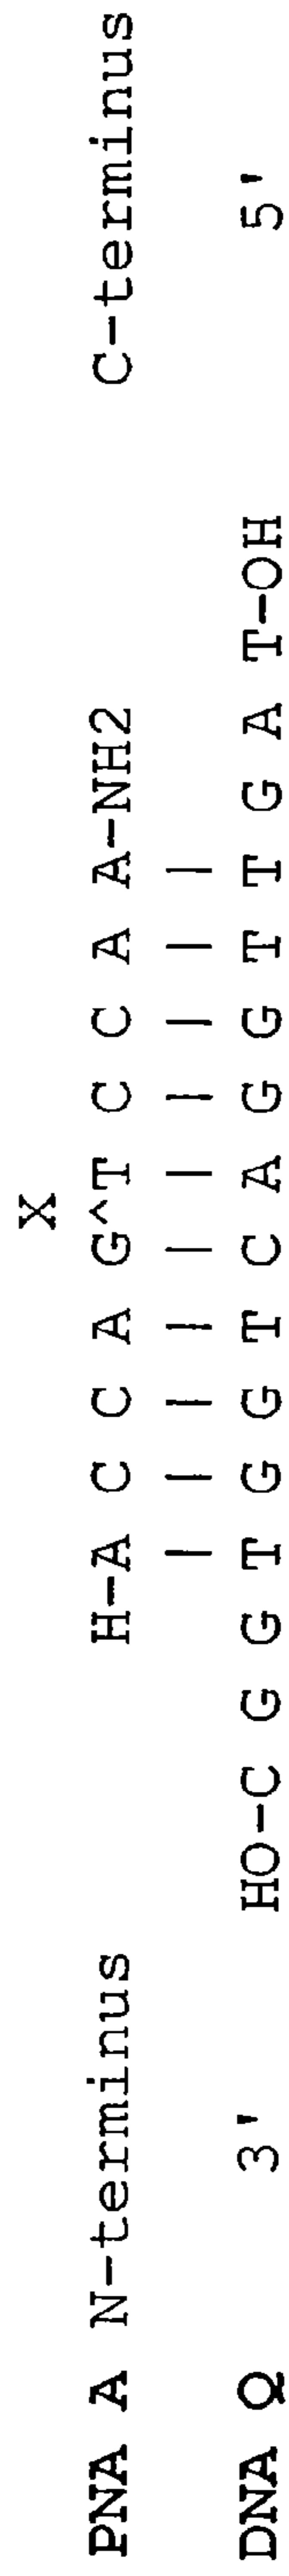 X
PNA A N-terminus H-A C C A G^T C C A A-NH2 C-terminus
| | | | | | | | | |
DNA Q 3' HO-C G G T G G T C A G G T T G A T-OH 5'